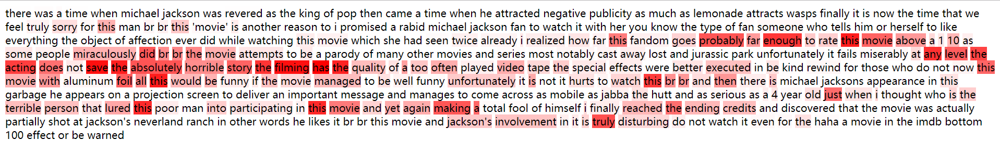 there was a time when michael jackson was revered as the king of pop then came a time when he attracted negative publicity as much as lemonade attracts wasps finally it is now the time that we
feel truly sorry for this man br br this 'movie' is another reason to i promised a rabid michael jackson fan to watch it with her you know the type of fan someone who tells him or herself to like
everything the object of affection ever did while watching this movie which she had seen twice already i realized how far this fandom goes probably far enough to rate this movie above a 1 10 as
some people miraculously did br br the movie attempts to be a parody of many other movies and series most notably cast away lost and jurassic park unfortunately it fails miserably at any level the
acting does not save the absolutely horrible story the filming has the quality of a too often played video tape the special effects were better executed in be kind rewind for those who do not now this
movie with aluminum foil all this would be funny if the movie managed to be well funny unfortunately it is not it hurts to watch this br br and then there is michael jacksons appearance in this
garbage he appears on a projection screen to deliver an important message and manages to come across as mobile as jabba the hutt and as serious as a 4 year old just when i thought who is the
terrible person that lured this poor man into participating in this movie and yet again making a total fool of himself i finally reached the ending credits and discovered that the movie was actually
partially shot at jackson's neverland ranch in other words he likes it br br this movie and jackson's involvement in it is truly disturbing do not watch it even for the haha a movie in the imdb bottom
100 effect or be warned